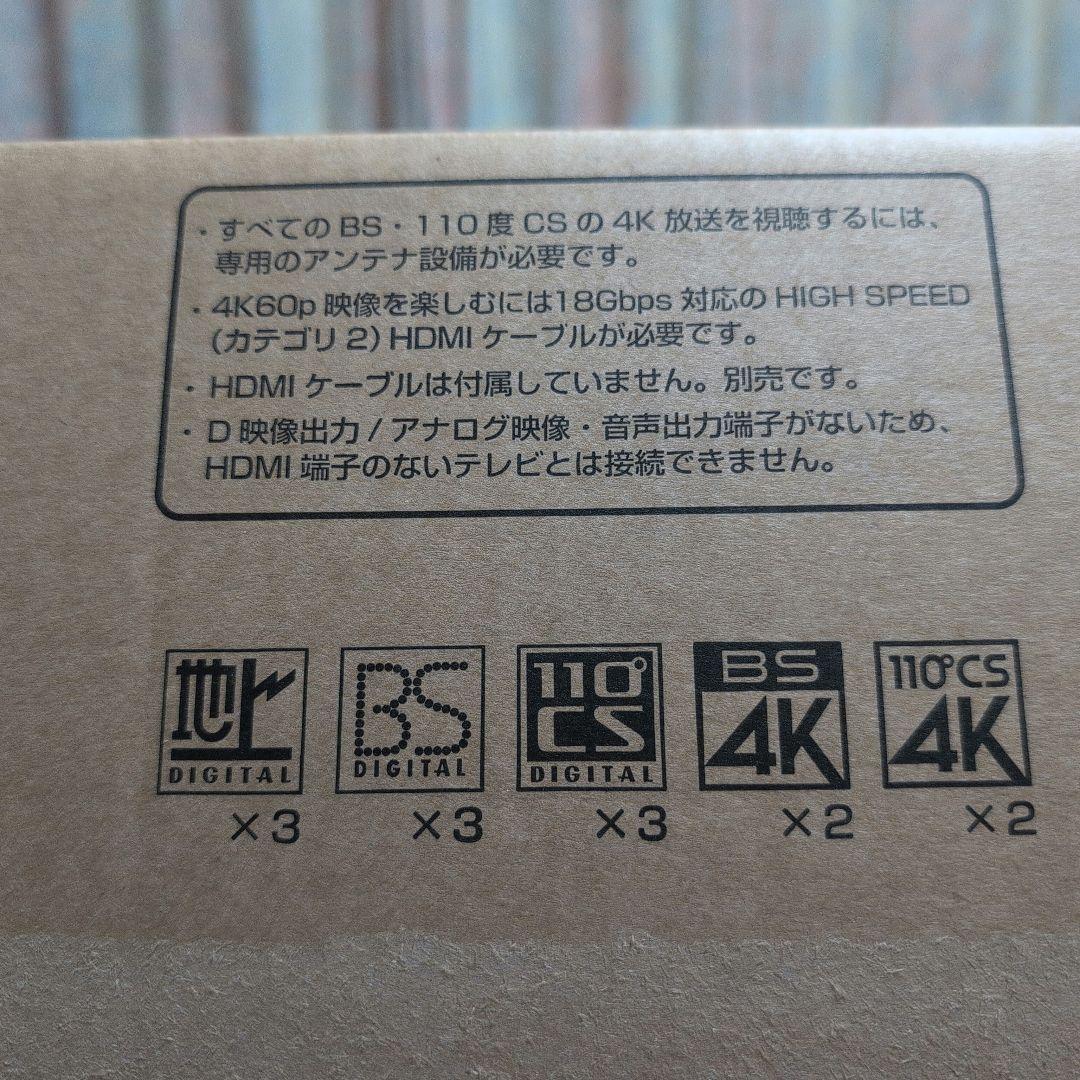 ・すべての BS・110 度 CS の 4K 放送を視聴するには、
専用のアンテナ設備が必要です。
・4K60p 映像を楽しむには18Gbps 対応の HIGH SPEED
(カテゴリ 2) HDMI ケーブルが必要です。
・HDMI ケーブルは付属していません。別売です。
・D 映像出力 / アナログ映像・音声出力端子がないため、
HDMI 端子のないテレビとは接続できません。
地上 BS 110° BS 110°CS
DIGITAL DIGITAL CS 4K 4K
DIGITAL
×3 ×3 ×3 ×2 ×2